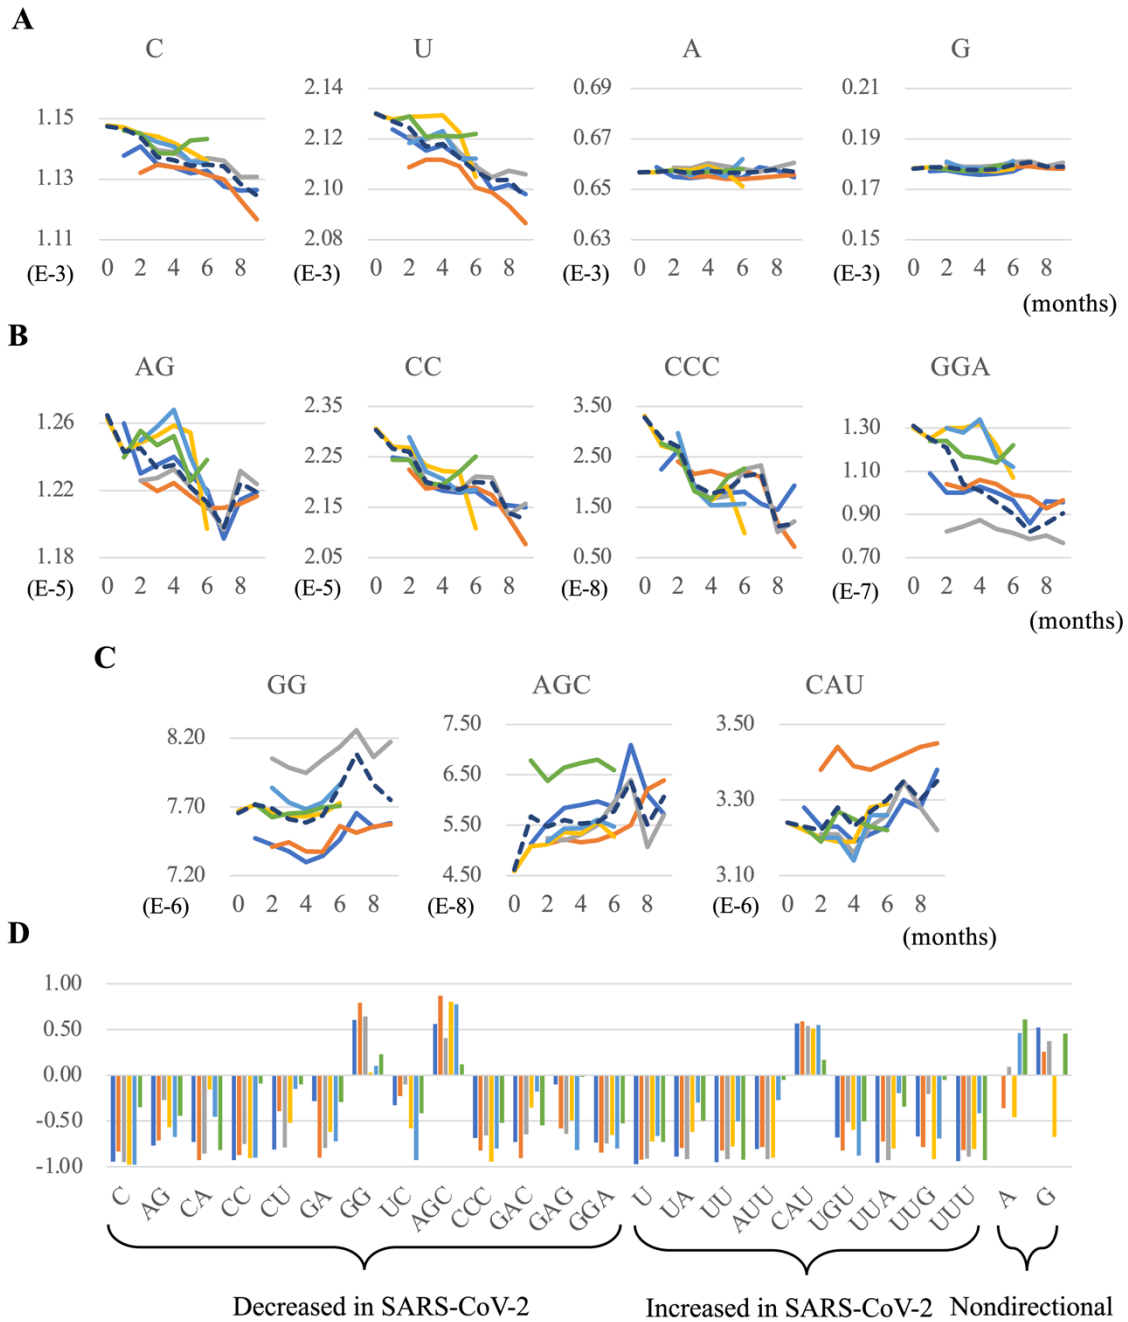 A
C U A G
1.15 2.14 0.69 0.21
1.13 2.12 0.67 0.19
1.11 2.10 0.65 0.17
2.08 0.63 0.15
(E-3) 0 2 4 6 8 (E-3) 0 2 4 6 8 (E-3) 0 2 4 6 8 (E-3) 0 2 4 6 8
(months)
B
AG CC CCC GGA
1.26 2.35 3.50 1.30
1.22 2.25 2.50 1.10
1.18 2.15 1.50 0.90
2.05 0.50 0.70
(E-5) 0 2 4 6 8 (E-5) 0 2 4 6 8 (E-8) 0 2 4 6 8 (E-7) 0 2 4 6 8
(months)
C
GG AGC CAU
8.20 7.50 3.50
7.70 6.50 3.30
7.20 5.50 3.10
4.50
(E-6) 0 2 4 6 8 (E-8) 0 2 4 6 8 (E-6) 0 2 4 6 8
(months)
D
1.00
0.50
0.00
-0.50
-1.00
C AG CA CC CU GA GG UC AGC CCC GAC GAG GGA U UA UU AUU CAU UGU UUA UUG UUU A G
Decreased in SARS-CoV-2 Increased in SARS-CoV-2 Nondirectional